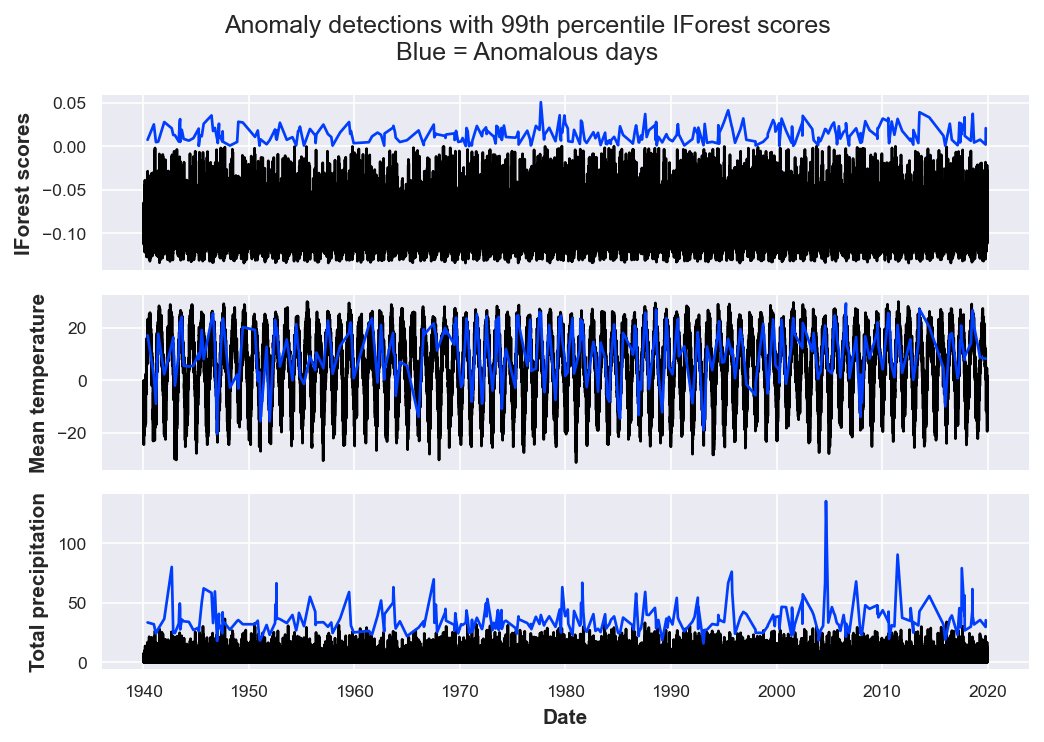 Anomaly detections with 99th percentile IForest scores
Blue = Anomalous days
IForest scores
0.05
0.00
−0.05
−0.10
Mean temperature
20
0
−20
Total precipitation
100
50
0
1940 1950 1960 1970 1980 1990 2000 2010 2020
Date